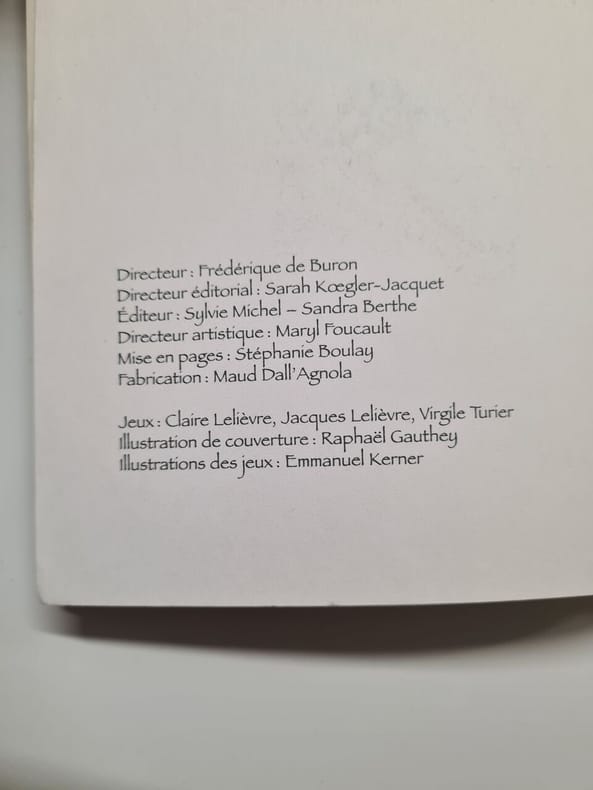 Directeur : Frédérique de Buron
Directeur éditorial : Sarah Kœgler-Jacquet
Éditeur : Sylvie Michel – Sandra Berthe
Directeur artistique : Maryl Foucault
Mise en pages : Stéphanie Boulay
Fabrication : Maud Dall'Agnola
Jeux : Claire Lelièvre, Jacques Lelièvre, Virgile Turier
Illustration de couverture : Raphaël Gauthey
Illustrations des jeux : Emmanuel Kerner